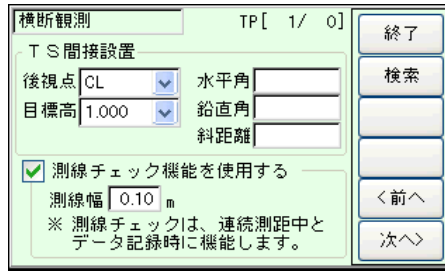 横断観測 TP[ 1/ 0]
ＴＳ間接設置
後視点 CL 水平角
目標高 1.000 鉛直角
斜距離
測線チェック機能を使用する
測線幅 0.10 m
※ 測線チェックは、連続測距中と
データ記録時に機能します。
終了
検索
<前へ
次へ>